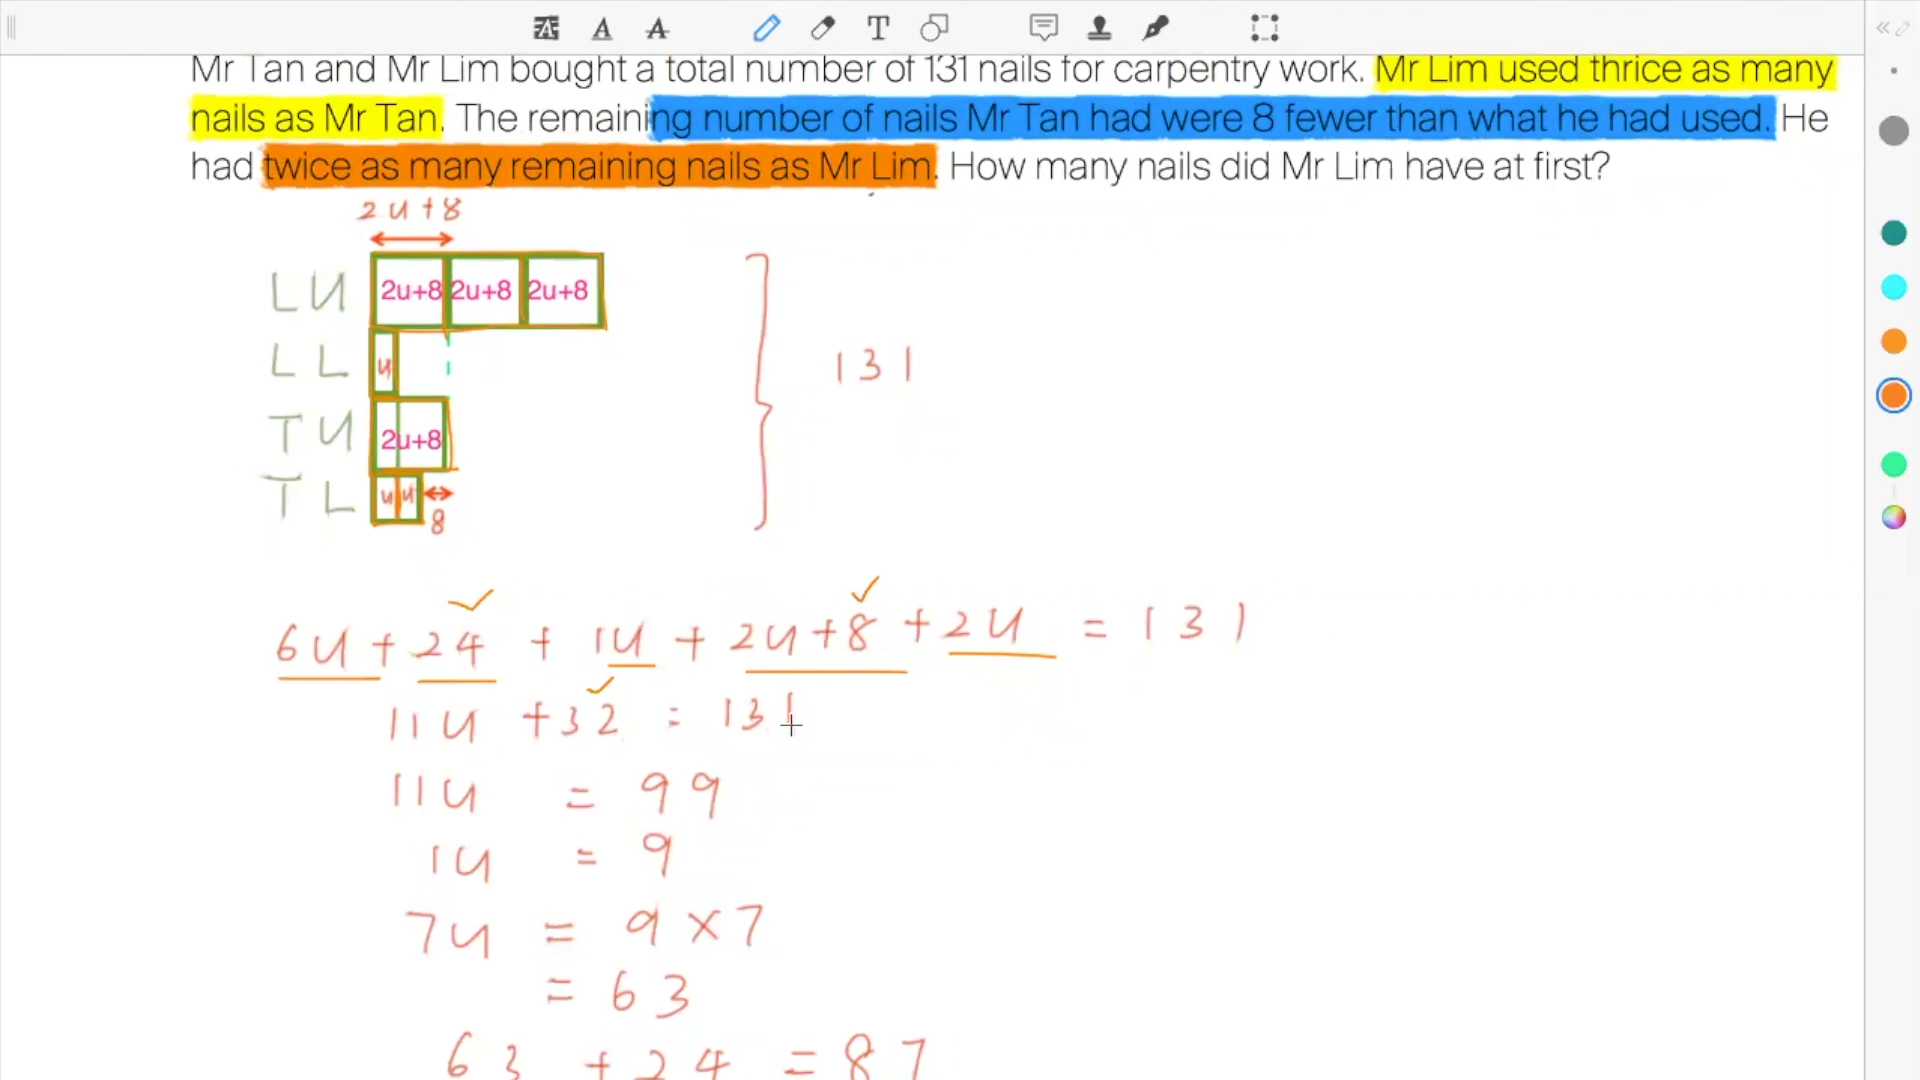 Mr Tan and Mr Lim bought a total number of 131 nails for carpentry work. Mr Lim used thrice as many
nails as Mr Tan. The remaining number of nails Mr Tan had were 8 fewer than what he had used. He
had twice as many remaining nails as Mr Lim. How many nails did Mr Lim have at first?
2u+8
LU 2u+8 2u+8 2u+8
LL u
131
TU 2u+8
TL u u
8
6u + 24 + 1u + 2u+8 + 2u = 131
11u +32 = 131
11u = 99
1u = 9
7u = 9 x 7
= 63
63 + 24 = 87